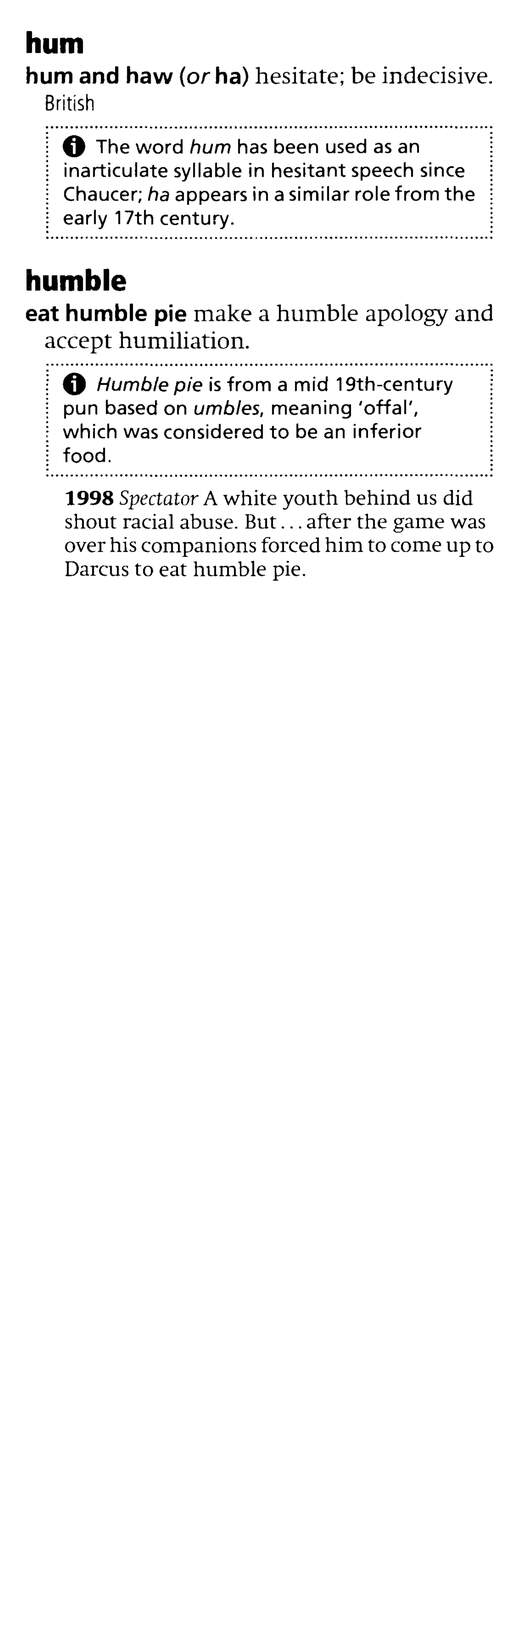 hum
hum and haw (or ha) hesitate; be indecisive.
British
The word hum has been used as an
inarticulate syllable in hesitant speech since
Chaucer; ha appears in a similar role from the
early 17th century.
humble
eat humble pie make a humble apology and
accept humiliation.
Humble pie is from a mid 19th-century
pun based on umbles, meaning ‘offal’,
which was considered to be an inferior
food.
1998 Spectator A white youth behind us did
shout racial abuse. But . . . after the game was
over his companions forced him to come up to
Darcus to eat humble pie.